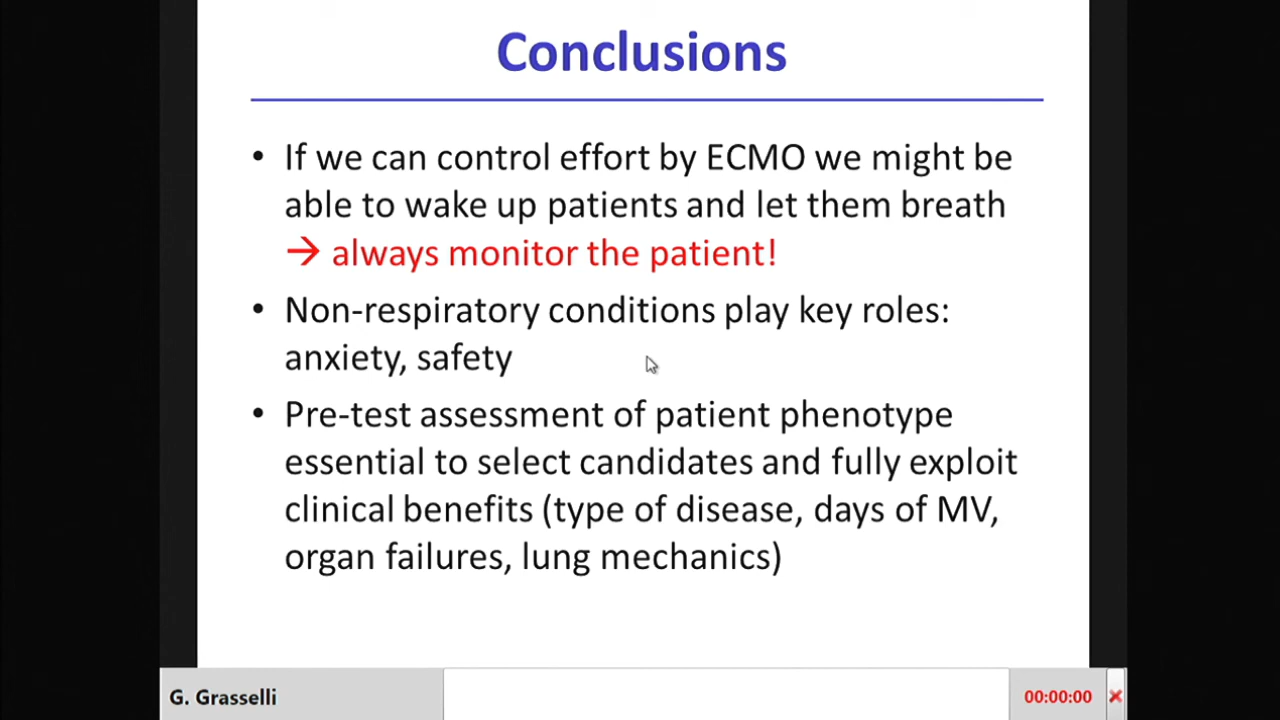 Conclusions
• If we can control effort by ECMO we might be
able to wake up patients and let them breath
→ always monitor the patient!
• Non-respiratory conditions play key roles:
anxiety, safety
• Pre-test assessment of patient phenotype
essential to select candidates and fully exploit
clinical benefits (type of disease, days of MV,
organ failures, lung mechanics)
G. Grasselli
00:00:00